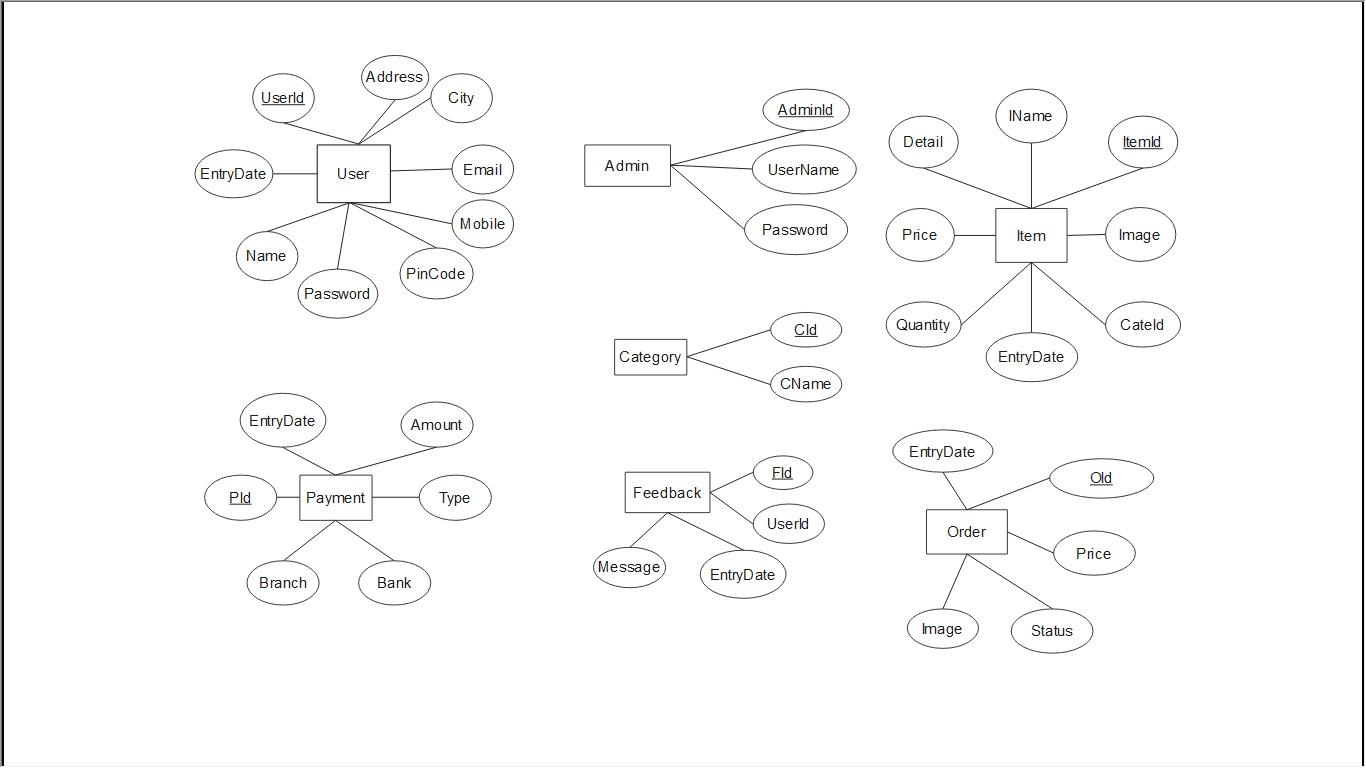 Address
UserId
City
EntryDate
User
Email
Mobile
Name
Password
PinCode
AdminId
Admin
UserName
Password
IName
Detail
ItemId
Price
Item
Image
Quantity
CateId
EntryDate
CId
Category
CName
EntryDate
Amount
PId
Payment
Type
Branch
Bank
FId
Feedback
UserId
Message
EntryDate
EntryDate
OId
Order
Price
Image
Status